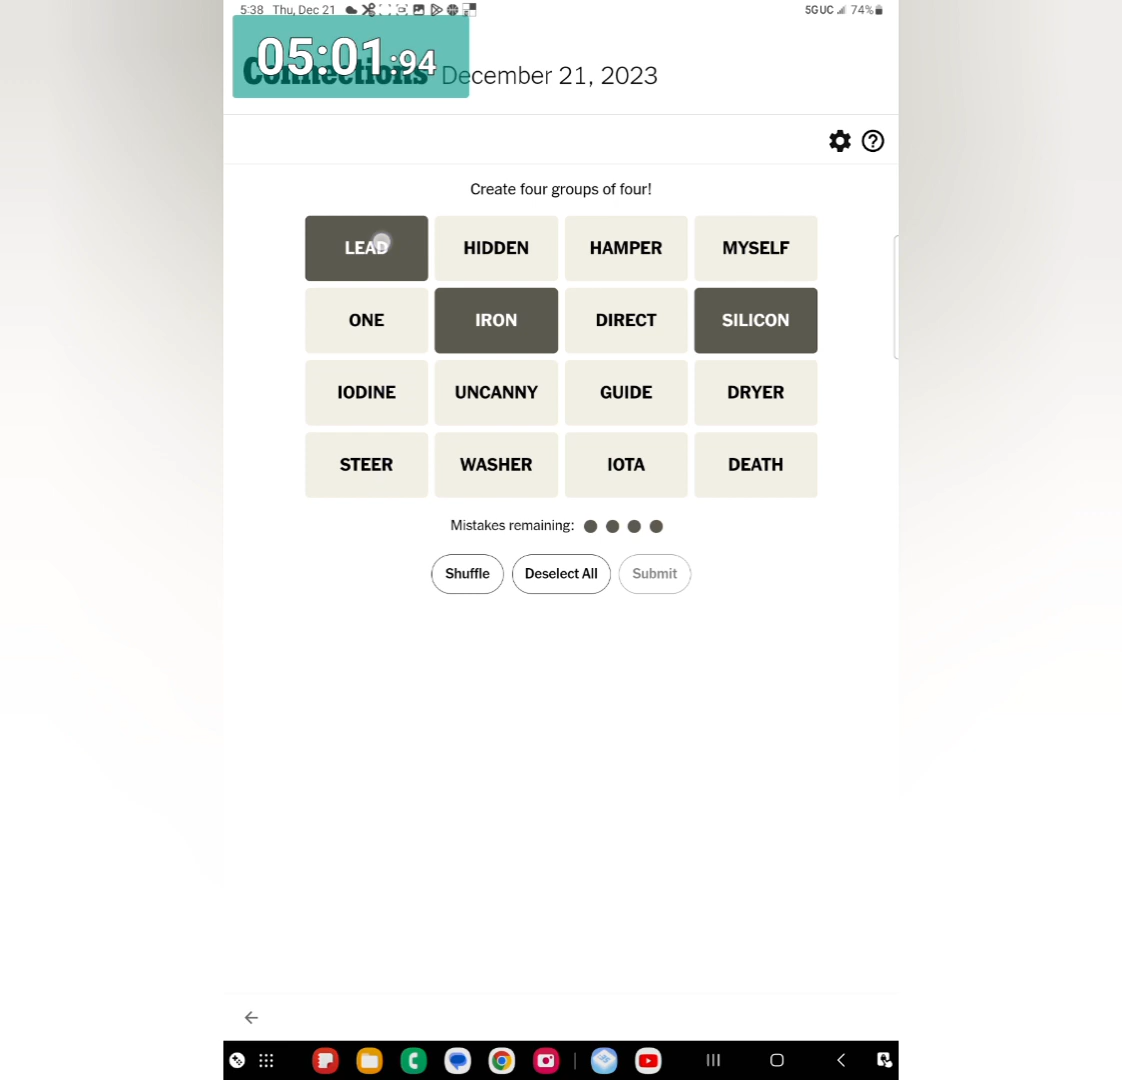 5:38 Thu, Dec 21 5G UC 74%
05:01:94
Connections December 21, 2023
Create four groups of four!
LEAD HIDDEN HAMPER MYSELF
ONE IRON DIRECT SILICON
IODINE UNCANNY GUIDE DRYER
STEER WASHER IOTA DEATH
Mistakes remaining:
Shuffle Deselect All Submit